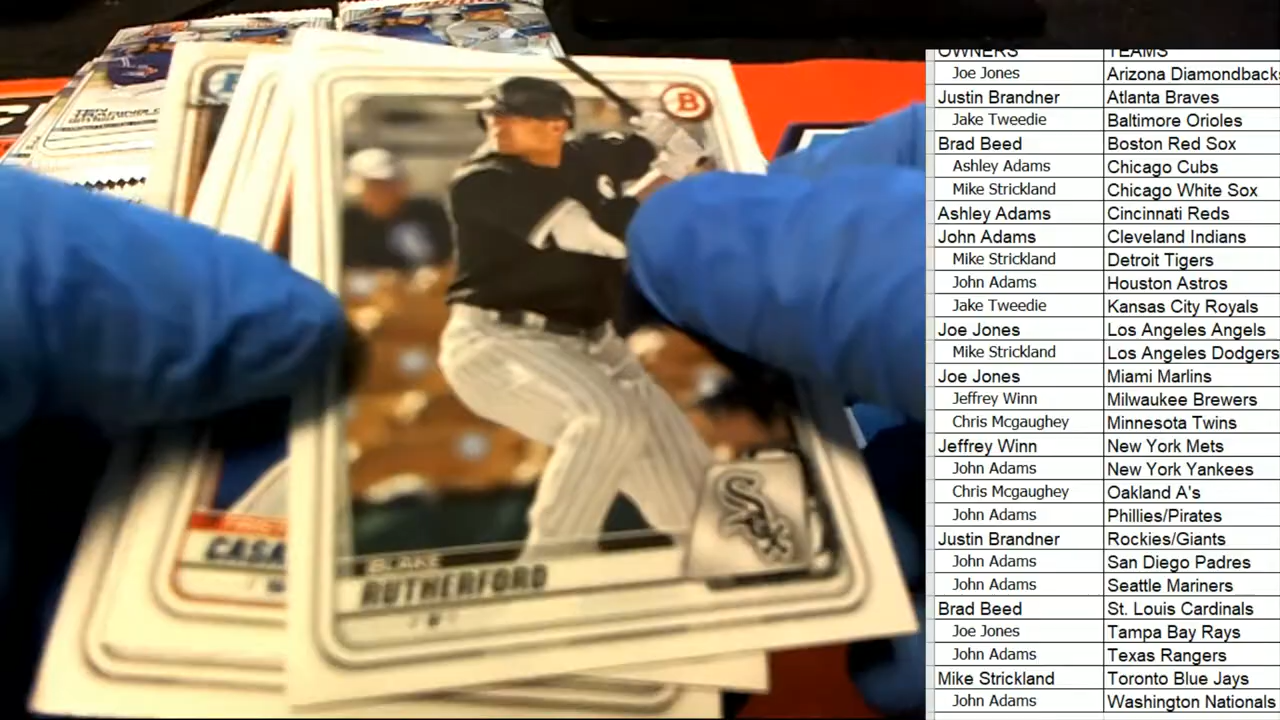 B
BLAKE
RUTHERFORD
Sox
CASA
OWNERS TEAMS
Joe Jones Arizona Diamondback
Justin Brandner Atlanta Braves
Jake Tweedie Baltimore Orioles
Brad Beed Boston Red Sox
Ashley Adams Chicago Cubs
Mike Strickland Chicago White Sox
Ashley Adams Cincinnati Reds
John Adams Cleveland Indians
Mike Strickland Detroit Tigers
John Adams Houston Astros
Jake Tweedie Kansas City Royals
Joe Jones Los Angeles Angels
Mike Strickland Los Angeles Dodgers
Joe Jones Miami Marlins
Jeffrey Winn Milwaukee Brewers
Chris Mcgaughey Minnesota Twins
Jeffrey Winn New York Mets
John Adams New York Yankees
Chris Mcgaughey Oakland A's
John Adams Phillies/Pirates
Justin Brandner Rockies/Giants
John Adams San Diego Padres
John Adams Seattle Mariners
Brad Beed St. Louis Cardinals
Joe Jones Tampa Bay Rays
John Adams Texas Rangers
Mike Strickland Toronto Blue Jays
John Adams Washington Nationals